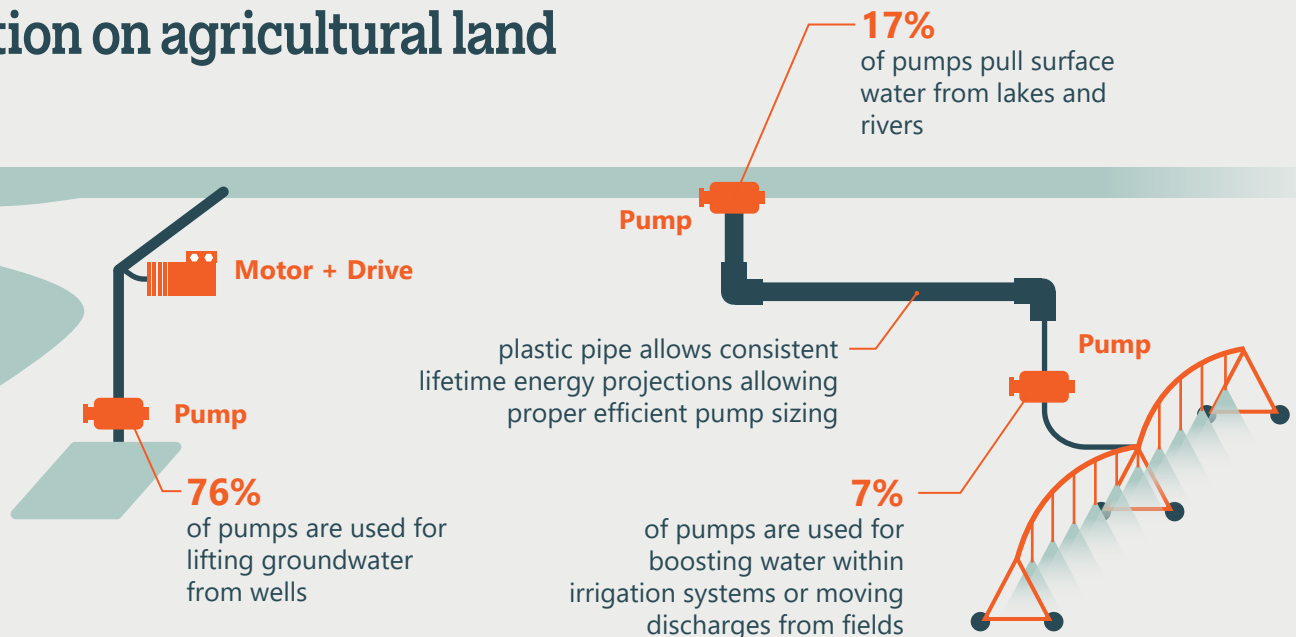 tion on agricultural land
17%
of pumps pull surface
water from lakes and
rivers
Pump
Motor + Drive
plastic pipe allows consistent
lifetime energy projections allowing
proper efficient pump sizing
Pump
Pump
76%
of pumps are used for
lifting groundwater
from wells
7%
of pumps are used for
boosting water within
irrigation systems or moving
discharges from fields